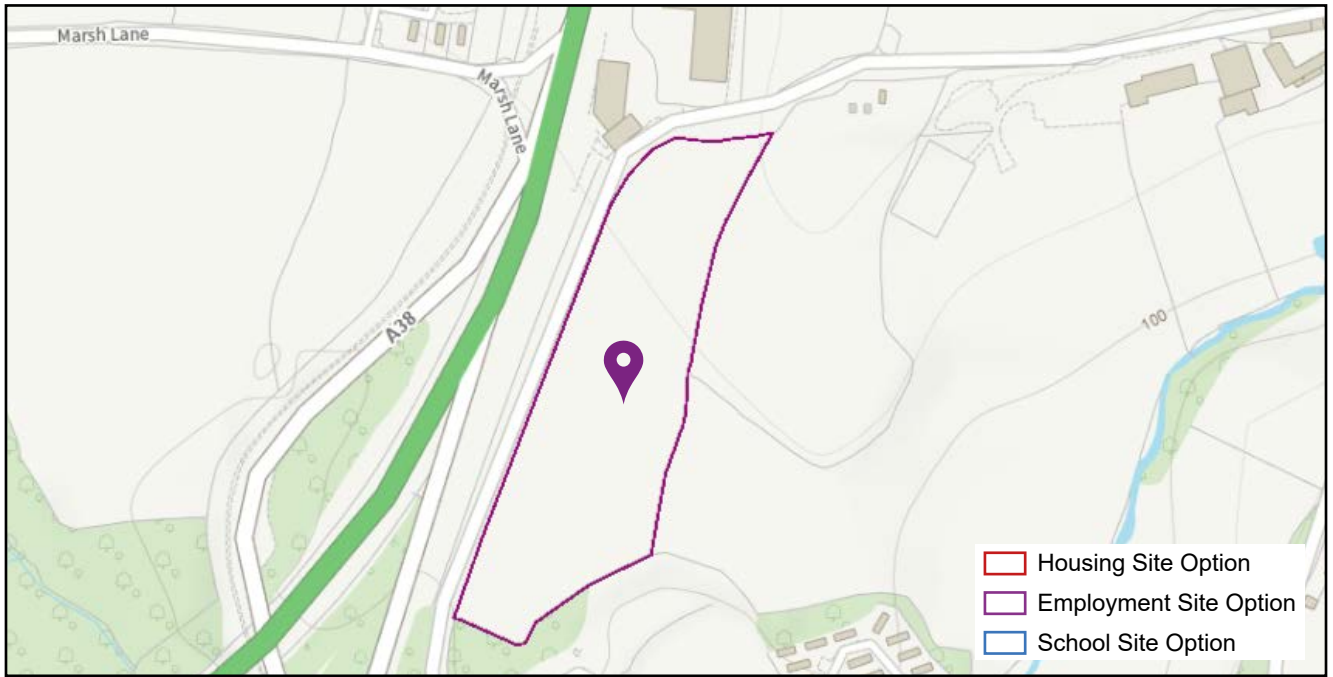 Marsh Lane
Marsh Lane
A38
100
Housing Site Option
Employment Site Option
School Site Option